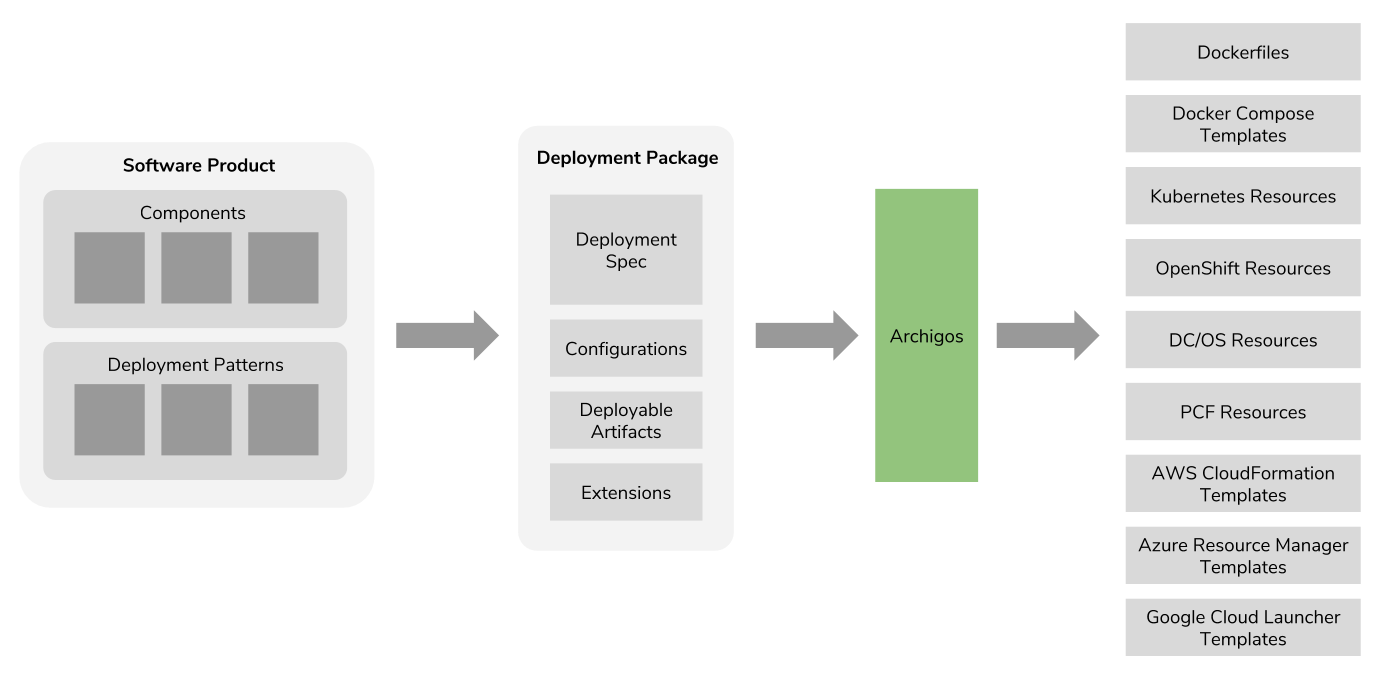 Software Product
Components
Deployment Patterns
Deployment Package
Deployment
Spec
Configurations
Deployable
Artifacts
Extensions
Archigos
Dockerfiles
Docker Compose
Templates
Kubernetes Resources
OpenShift Resources
DC/OS Resources
PCF Resources
AWS CloudFormation
Templates
Azure Resource Manager
Templates
Google Cloud Launcher
Templates